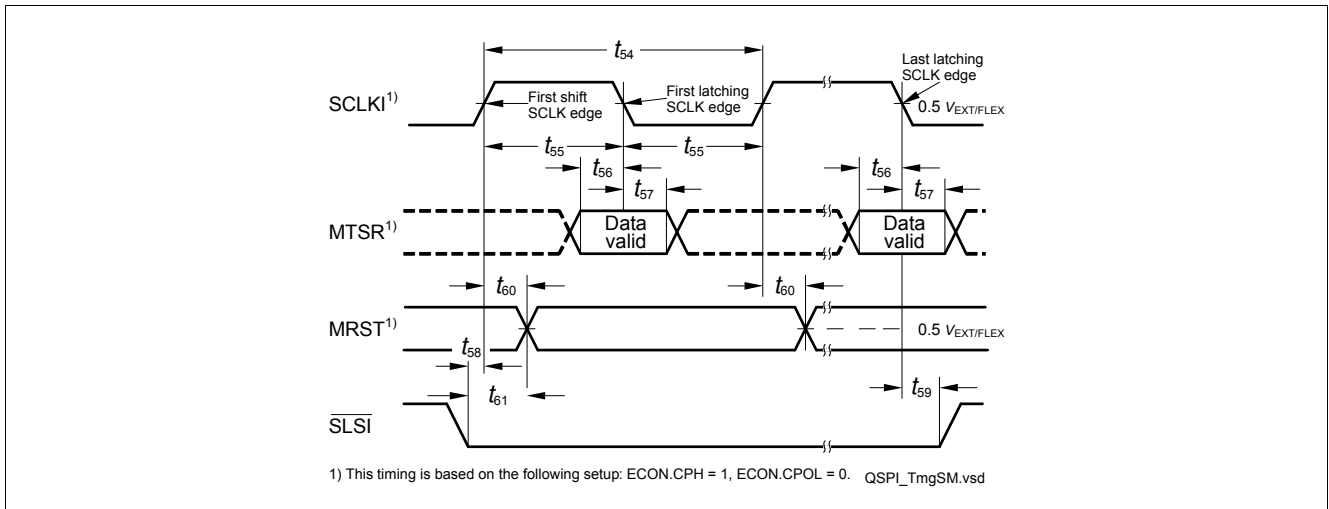 t54
SCLKI1)
First shift
SCLK edge
First latching
SCLK edge
Last latching
SCLK edge
0.5 VEXT/FLEX
t55
t55
t56
t57
t56
t57
MTSR1)
Data
valid
Data
valid
t60
t60
MRST1)
0.5 VEXT/FLEX
t58
t61
t59
SLSI
1) This timing is based on the following setup: ECON.CPH = 1, ECON.CPOL = 0.
QSPI_TmgSM.vsd